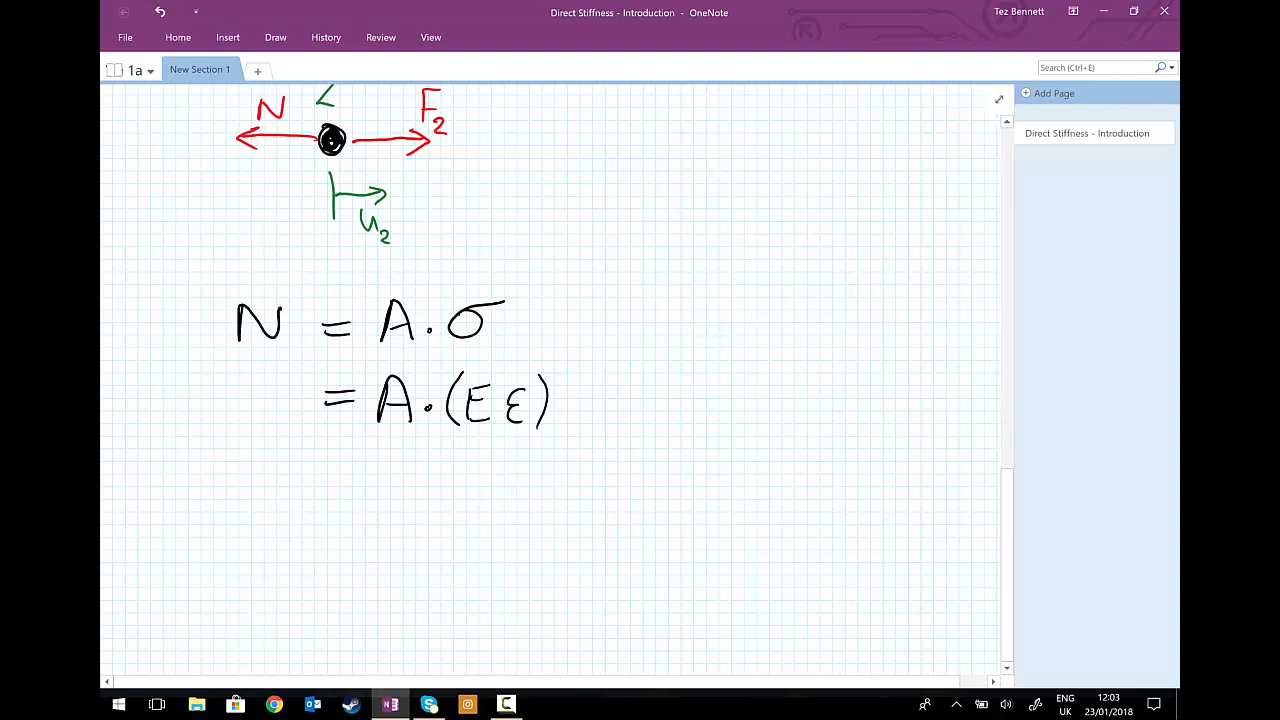 Direct Stiffness - Introduction - OneNote
Tez Bennett
File Home Insert Draw History Review View
1a
New Section 1
+
Search (Ctrl+E)
Add Page
Direct Stiffness - Introduction
2
N
F2
u2
N = A.σ
= A.(Eε)
ENG
UK
12:03
23/01/2018